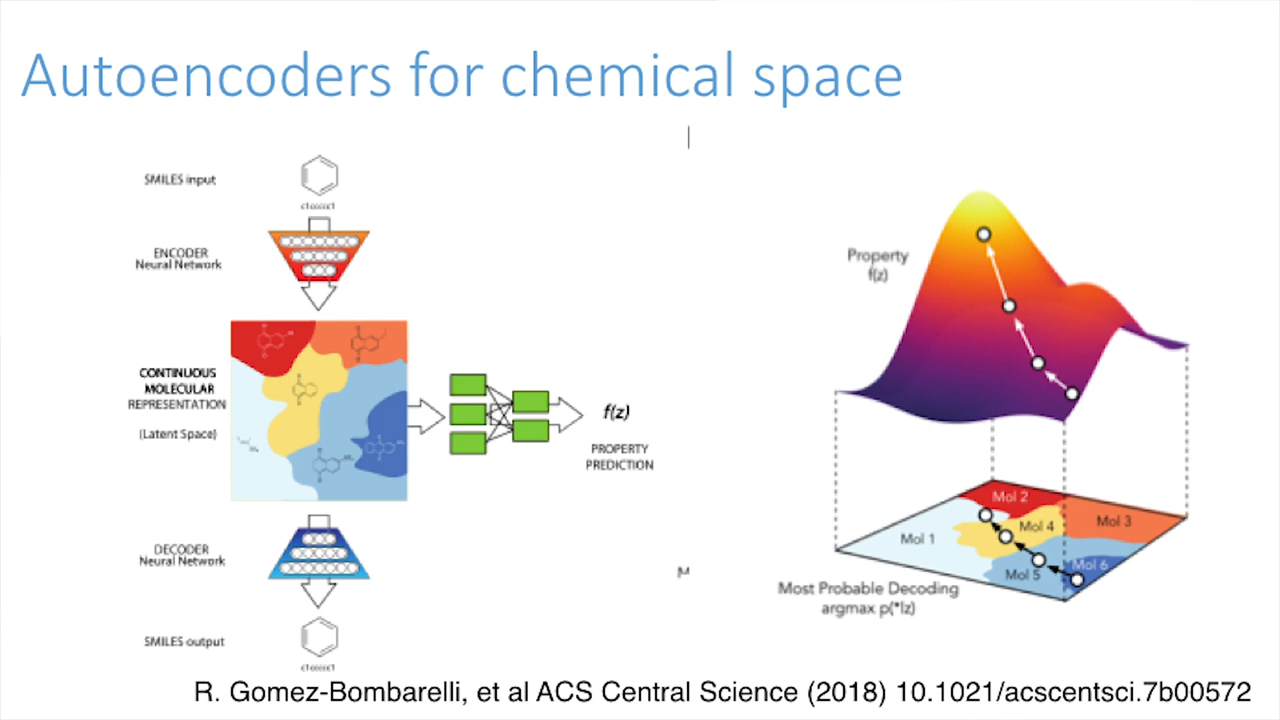 Autoencoders for chemical space
SMILES input
c1ccccc1
ENCODER
Neural Network
CONTINUOUS
MOLECULAR
REPRESENTATION
(Latent Space)
f(z)
PROPERTY
PREDICTION
DECODER
Neural Network
SMILES output
c1ccccc1
Property
f(z)
Mol 2
Mol 3
Mol 4
Mol 1
Mol 6
Mol 5
Most Probable Decoding
argmax p(*|z)
R. Gomez-Bombarelli, et al ACS Central Science (2018) 10.1021/acscentsci.7b00572